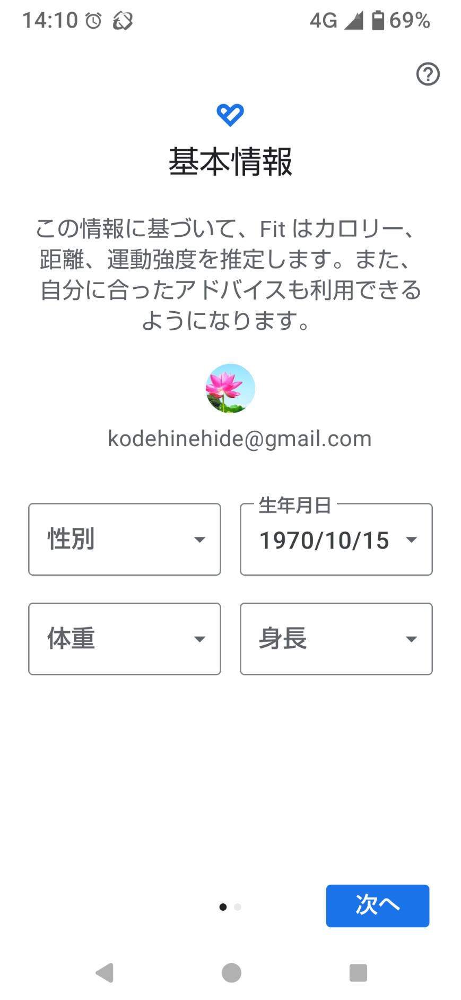 14:10 4G 69%
基本情報
この情報に基づいて、Fit はカロリー、
距離、運動強度を推定します。また、
自分に合ったアドバイスも利用できる
ようになります。
kodehinehide@gmail.com
性別
生年月日
1970/10/15
体重
身長
次へ